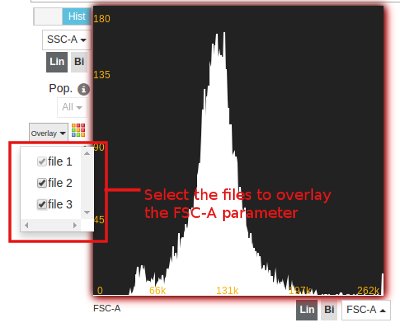 Hist
SSC-A
Lin Bi
Pop.
All
Overlay
file 1
file 2
file 3
180
135
90
45
0 66k 131k 197k 262k
Select the files to overlay
the FSC-A parameter
FSC-A
Lin Bi FSC-A